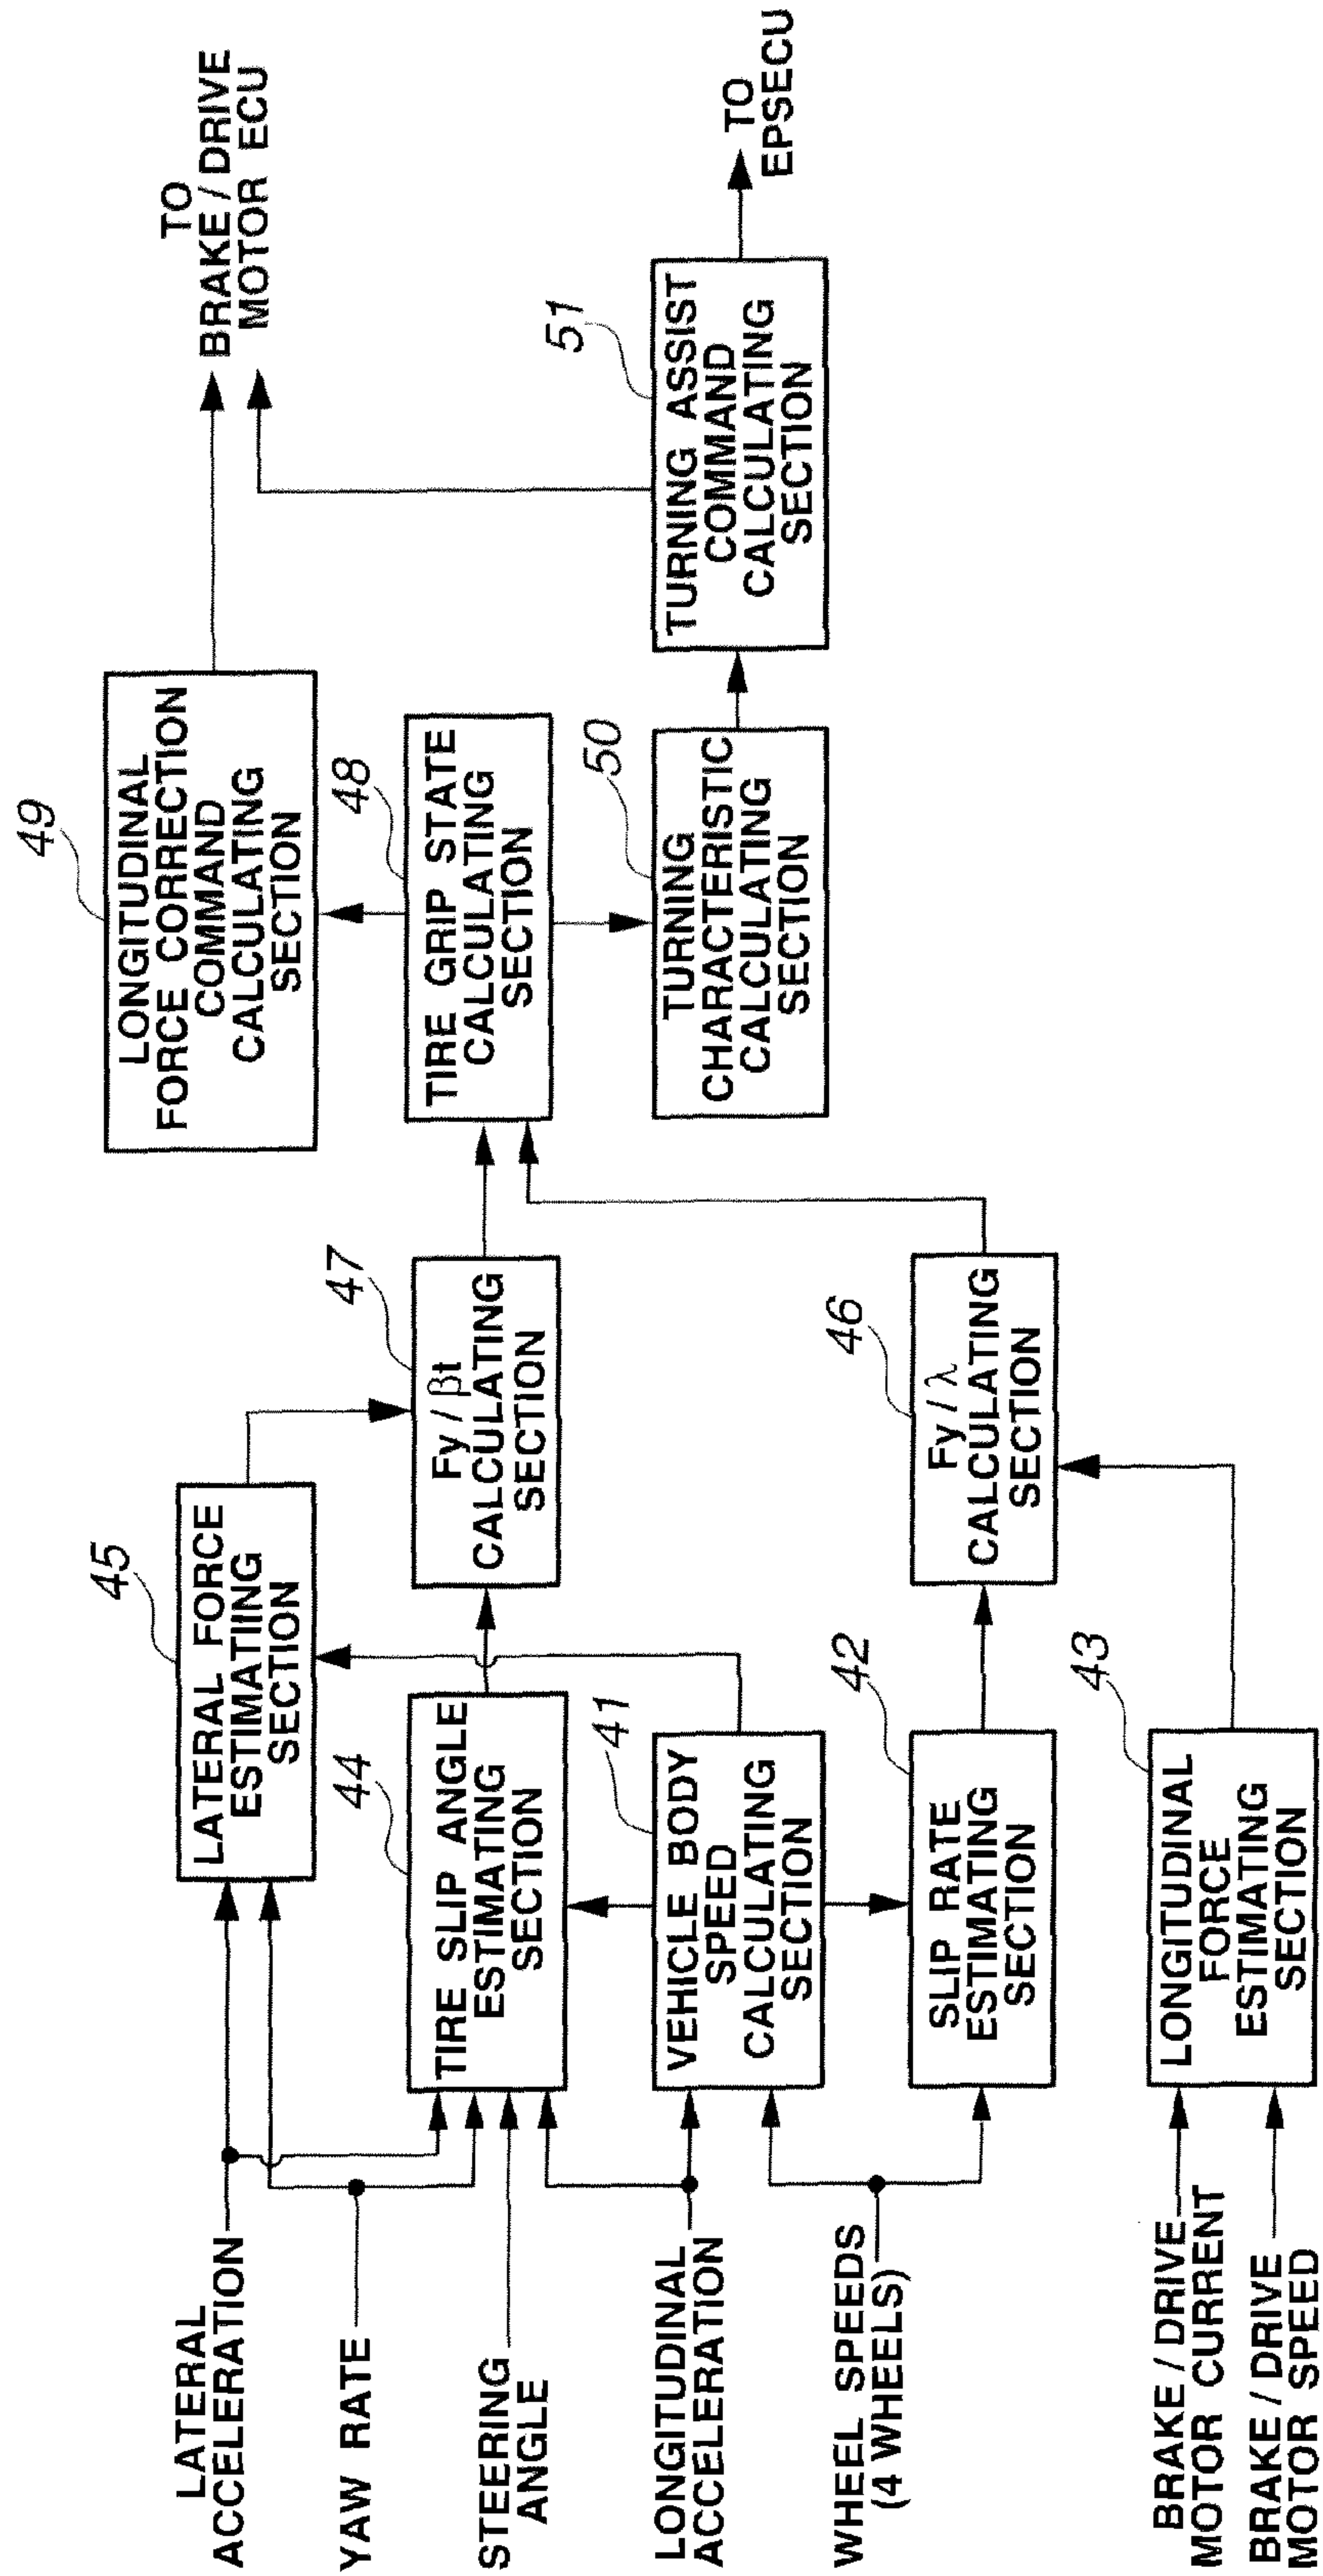 LATERAL
ACCELERATION
YAW RATE
STEERING
ANGLE
LONGITUDINAL
ACCELERATION
WHEEL SPEEDS
(4 WHEELS)
BRAKE / DRIVE
MOTOR CURRENT
BRAKE / DRIVE
MOTOR SPEED
45
LATERAL FORCE
ESTIMATIING
SECTION
44
TIRE SLIP ANGLE
ESTIMATING
SECTION
41
VEHICLE BODY
SPEED
CALCULATING
SECTION
42
SLIP RATE
ESTIMATING
SECTION
43
LONGITUDINAL
FORCE
ESTIMATING
SECTION
47
Fy / βt
CALCULATING
SECTION
46
Fy / λ
CALCULATING
SECTION
49
LONGITUDINAL
FORCE CORRECTION
COMMAND
CALCULATING
SECTION
48
TIRE GRIP STATE
CALCULATING
SECTION
50
TURNING
CHARACTERISTIC
CALCULATING
SECTION
51
TURNING ASSIST
COMMAND
CALCULATING
SECTION
TO
BRAKE / DRIVE
MOTOR ECU
TO
EPSECU